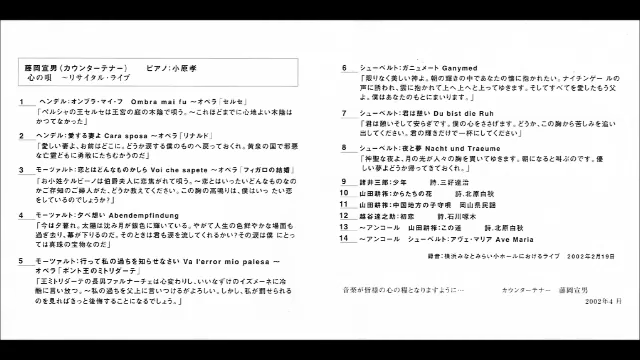 藤岡宣男(カウンターテナー)　ピアノ:小原孝
心の唄　～リサイタル・ライブ
1　ヘンデル:オンブラ・マイ・フ　Ombra mai fu ～オペラ「セルセ」
「ペルシャの王セルセは王宮の庭の木陰で唄う。～これほどまでに心地よい木陰は
かつてなかった」
2　ヘンデル:愛する妻よ Cara sposa ～オペラ「リナルド」
「愛しい妻よ、お前はどこに。どうか涙する僕のもとへ戻っておくれ。黄泉の国で邪悪
な亡霊どもに勇敢にたちむかうのだ」
3　モーツァルト:恋とはどんなものかしら Voi che sapete ～オペラ「フィガロの結婚」
「お小姓ケルビーノは伯爵夫人に恋焦がれて唄う。～恋とはいったいどんなものなの
かご存知のご婦人がた、どうか教えてください。この胸の高鳴りは、僕はいったい恋
をしているのでしょうか?」
4　モーツァルト:夕べの想い Abendempfindung
「今は夕暮れ。太陽は沈み月が銀色に輝いている。やがて人生の色鮮やかな場面も
過ぎ去り、幕が下りるのだ。そのときは君も涙を流してくれるかい?その涙は僕にとっ
ては真珠の宝物なのだ」
5　モーツァルト:行って私の過ちを知らせなさい Va l'error mio palesa ～
オペラ「ポント王のミトリダーテ」
「王ミトリダーテの長男ファルナーチェは心変わりし、いいなずけのイズメーネに冷
酷に言い放つ。～私の過ちを父上に言いつけるがよろしい。しかし、私が罰せられる
のを見ればきっと後悔することになるでしょう。」
6　シューベルト:ガニュメート Ganymed
「限りなく美しい神よ。朝の輝きの中であなたの懐に抱かれたい。ナイチンゲールの
声に誘われ、雲に抱かれて上へ上へと上ってゆきます。そしてすべてを愛したもう父
よ。僕はあなたのもとにまいります。」
7　シューベルト:君は憩い Du bist die Ruh
「君は憩いそして安らぎです。僕の心をささげます。どうか、この胸から苦しみを追い
出してください。君の輝きだけで一杯にしてください」
8　シューベルト:夜と夢 Nacht und Traeume
「神聖な夜よ、月の光が人々の胸を貫いてゆきます。朝になると叫ぶのです。優
しい夢よどうか帰ってきておくれ。」
9　諸井三郎:少年　詩.三好達治
10　山田耕筰:からたちの花　詩.北原白秋
11　モーツァルト:中国地方の子守唄　岡山県民謡
12　越谷達之助:初恋　詩.石川啄木
13　～アンコール　山田耕筰:この道　詩.北原白秋
14　～アンコール　シューベルト:アヴェ・マリア Ave Maria
録音:横浜みなとみらい小ホールにおけるライブ　2002年2月19日
音楽が皆様の心の糧となりますように…　カウンターテナー　藤岡宣男
2002年4月